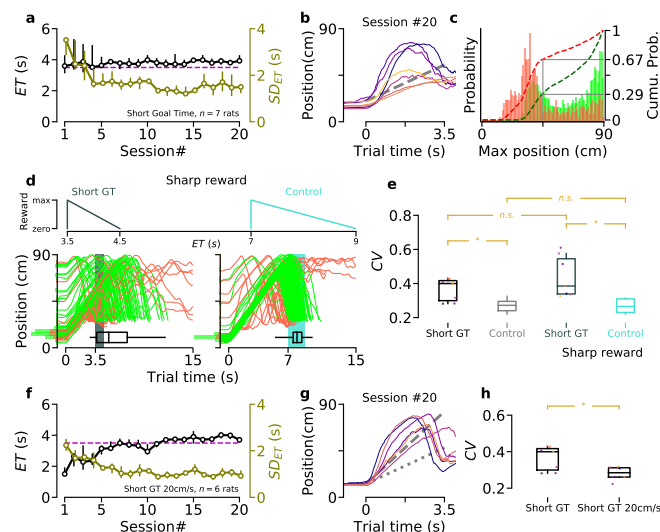 a
6
4
2
0
ET (s)
4
2
0
SD_ET (s)
Short Goal Time, n = 7 rats
1
5
10
15
20
Session#
b
Session #20
90
0
Position(cm)
0
3.5
Trial time (s)
c
Probability
1
0.67
0.29
0
Cumu. Prob.
0
90
Max position (cm)
d
Sharp reward
Short GT
Control
Reward
max
zero
3.5
4.5
ET (s)
7
9
Position (cm)
90
0
0
3.5
15
0
7
15
Trial time (s)
e
n.s.
n.s.
*
*
CV
0.8
0.6
0.4
0.2
Short GT
Control
Short GT
Control
Sharp reward
f
6
4
2
0
ET (s)
4
2
0
SD_ET (s)
Short GT 20cm/s, n = 6 rats
1
5
10
15
20
Session#
g
Session #20
90
0
Position(cm)
0
3.5
Trial time (s)
h
*
CV
0.6
0.4
0.2
Short GT
Short GT 20cm/s